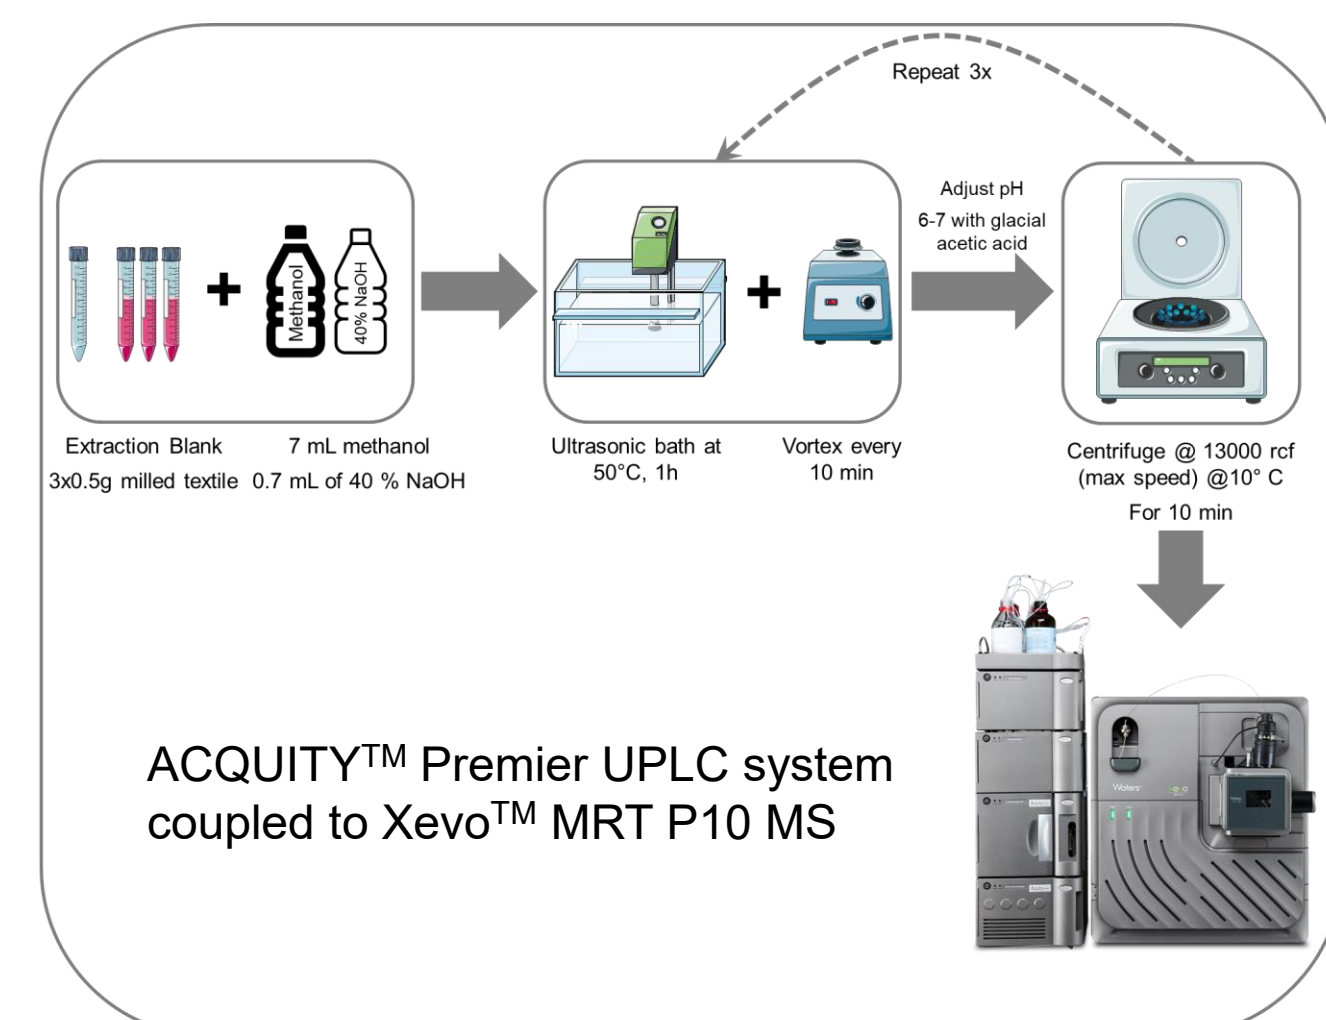 Repeat 3x
Methanol
40% NaOH
Adjust pH
6-7 with glacial
acetic acid
Extraction Blank
3x0.5g milled textile
7 mL methanol
0.7 mL of 40 % NaOH
Ultrasonic bath at
50°C, 1h
Vortex every
10 min
Centrifuge @ 13000 rcf
(max speed) @10° C
For 10 min
ACQUITY™ Premier UPLC system
coupled to Xevo™ MRT P10 MS
Waters